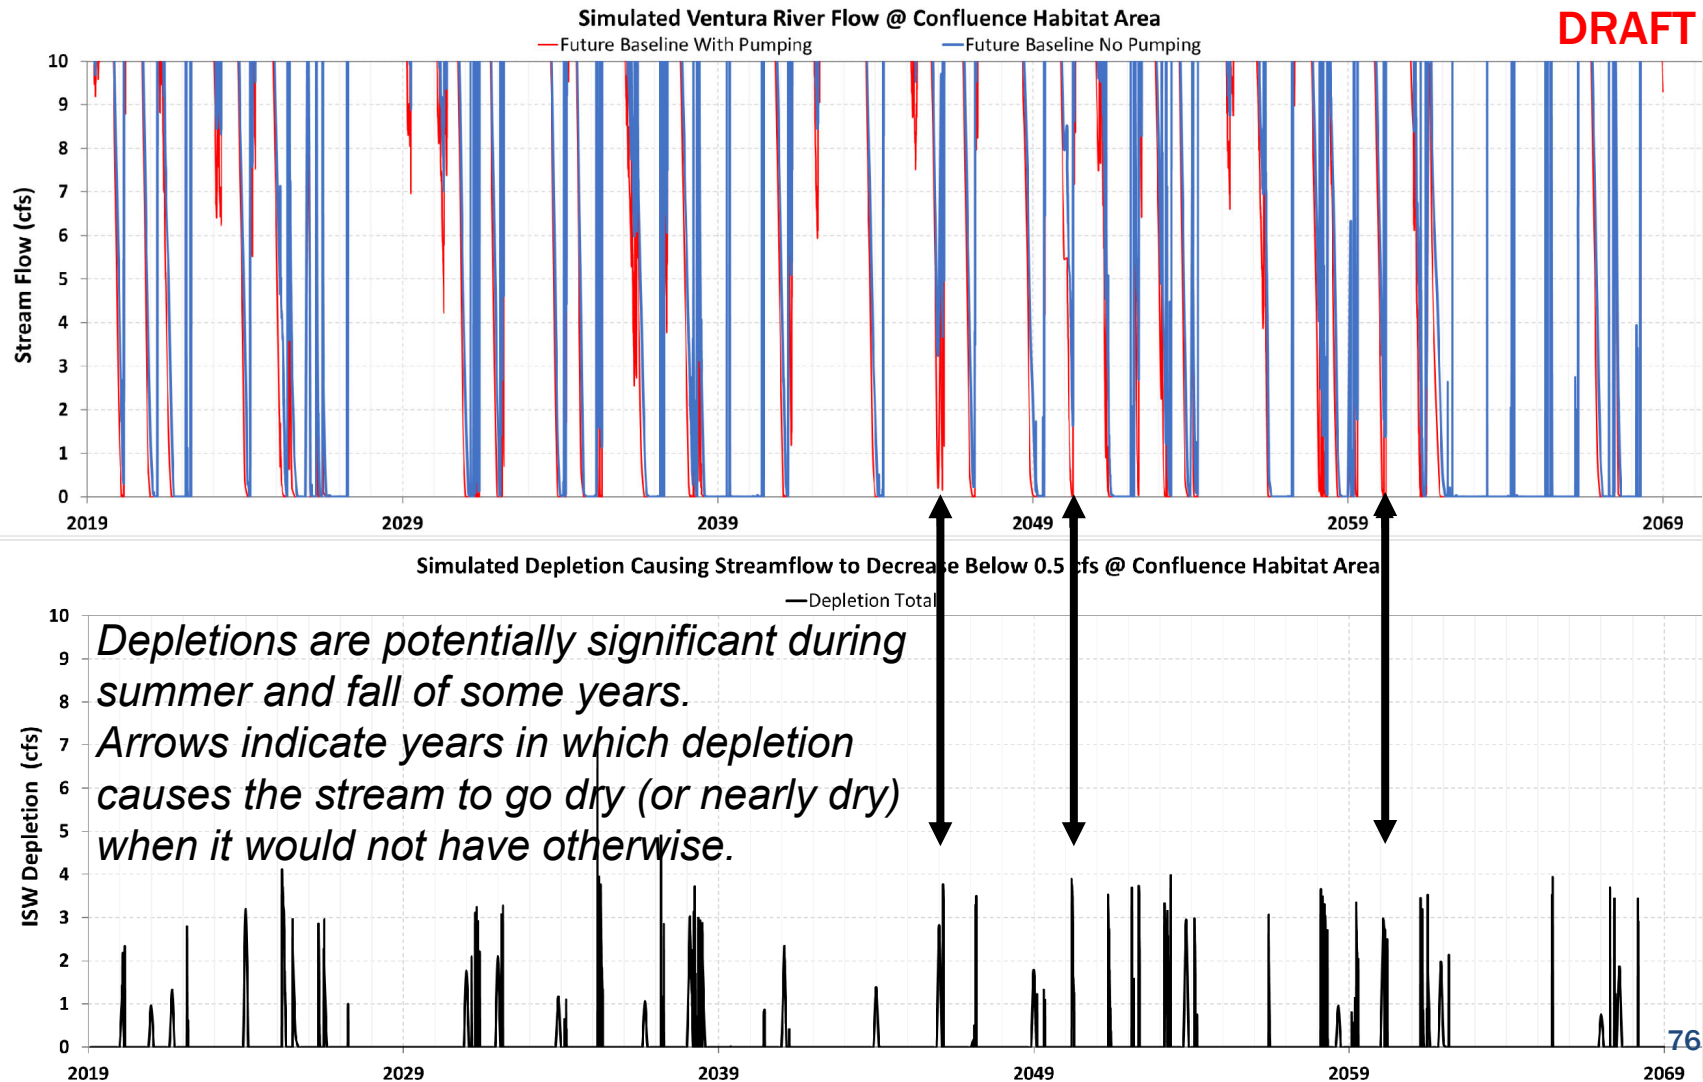 Simulated Ventura River Flow @ Confluence Habitat Area
DRAFT
Future Baseline With Pumping
Future Baseline No Pumping
Stream Flow (cfs)
10
9
8
7
6
5
4
3
2
1
0
2019
2029
2039
2049
2059
2069
Simulated Depletion Causing Streamflow to Decrease Below 0.5 cfs @ Confluence Habitat Area
Depletion Total
ISW Depletion (cfs)
10
9
8
7
6
5
4
3
2
1
0
Depletions are potentially significant during
summer and fall of some years.
Arrows indicate years in which depletion
causes the stream to go dry (or nearly dry)
when it would not have otherwise.
2019
2029
2039
2049
2059
2069
76